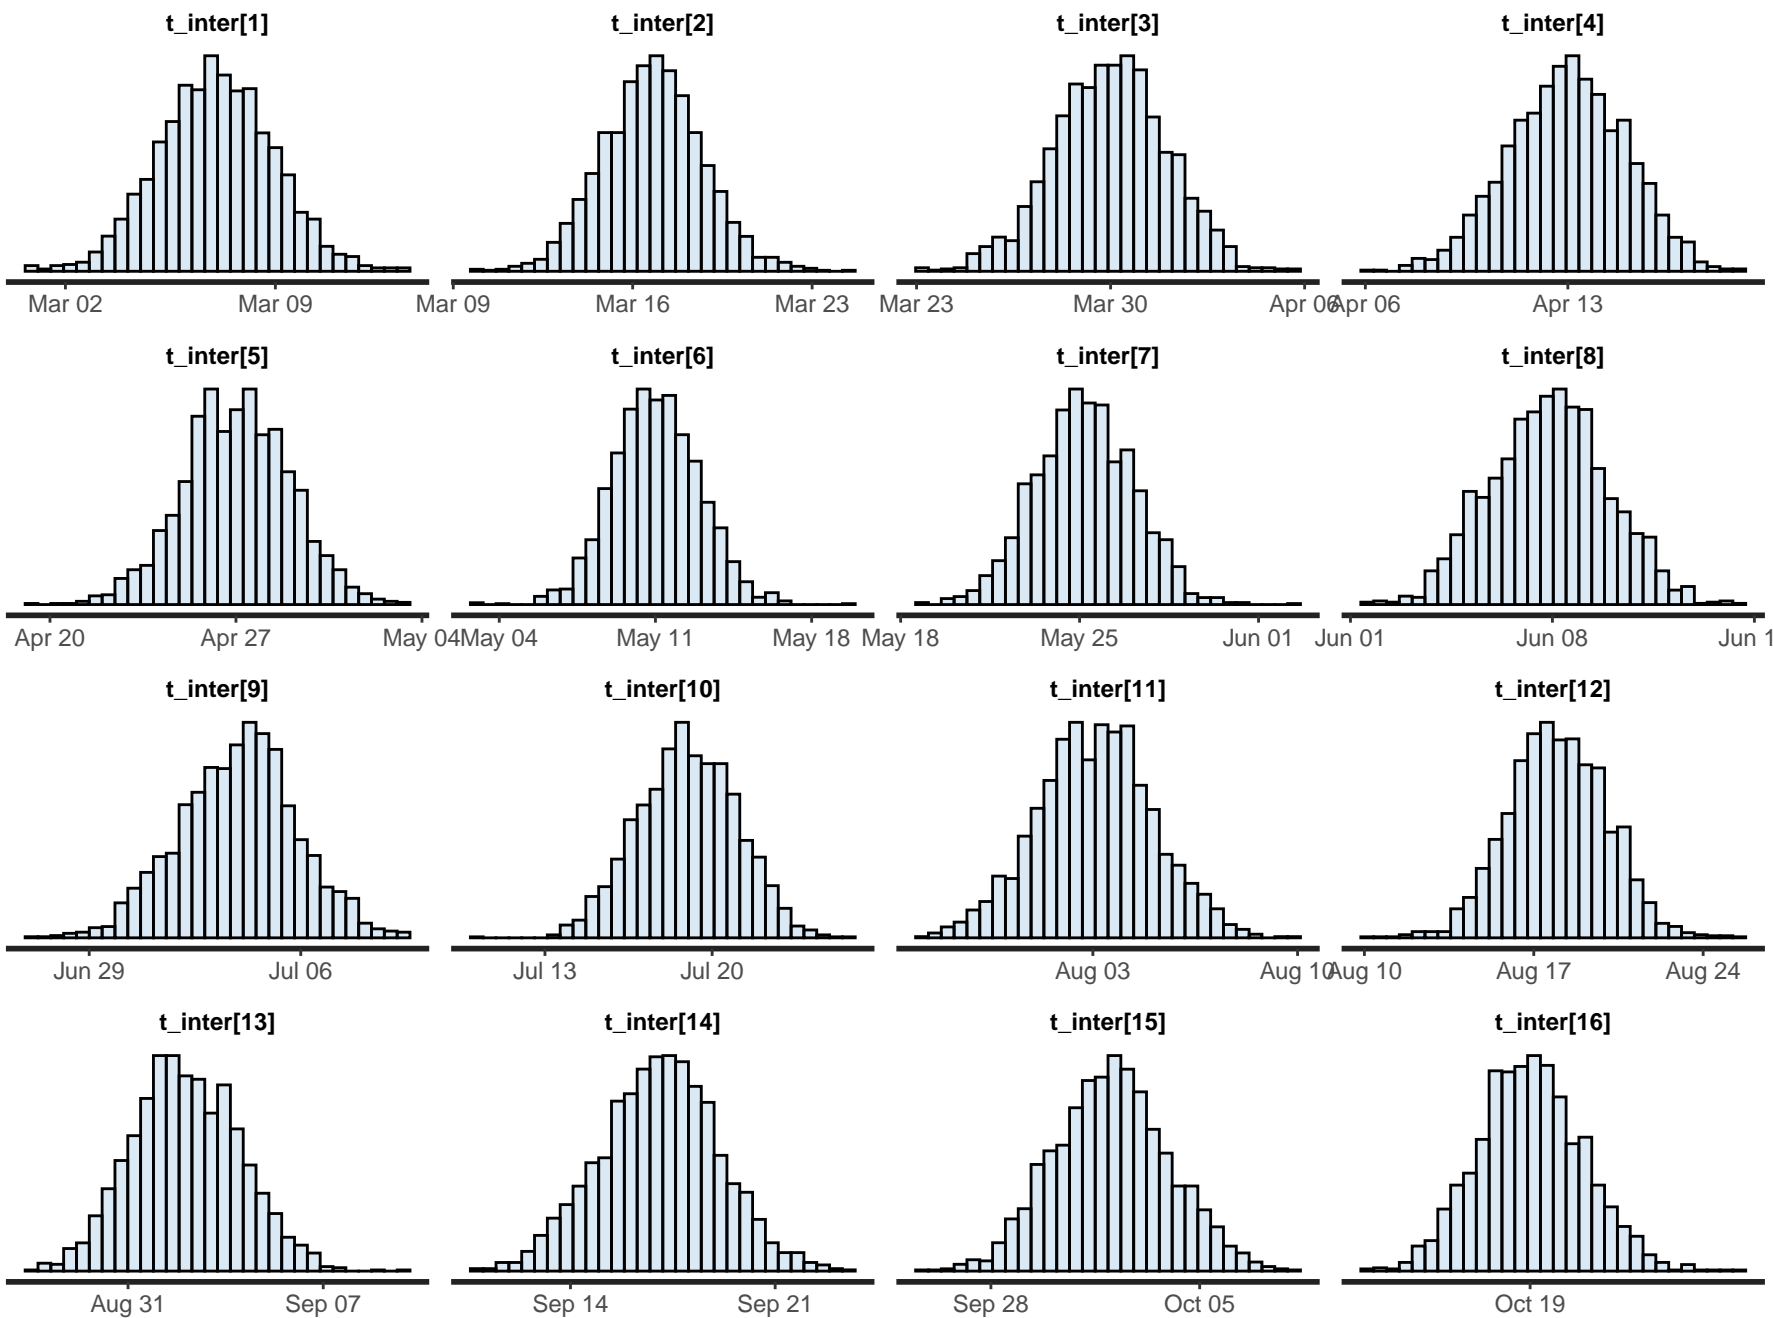 t_inter[1] t_inter[2] t_inter[3] t_inter[4]
Mar 02 Mar 09 Mar 09 Mar 16 Mar 23 Mar 23 Mar 30 Apr 06 Apr 06 Apr 13
t_inter[5] t_inter[6] t_inter[7] t_inter[8]
Apr 20 Apr 27 May 04 May 04 May 11 May 18 May 18 May 25 Jun 01 Jun 01 Jun 08 Jun 1
t_inter[9] t_inter[10] t_inter[11] t_inter[12]
Jun 29 Jul 06 Jul 13 Jul 20 Aug 03 Aug 10 Aug 10 Aug 17 Aug 24
t_inter[13] t_inter[14] t_inter[15] t_inter[16]
Aug 31 Sep 07 Sep 14 Sep 21 Sep 28 Oct 05 Oct 19